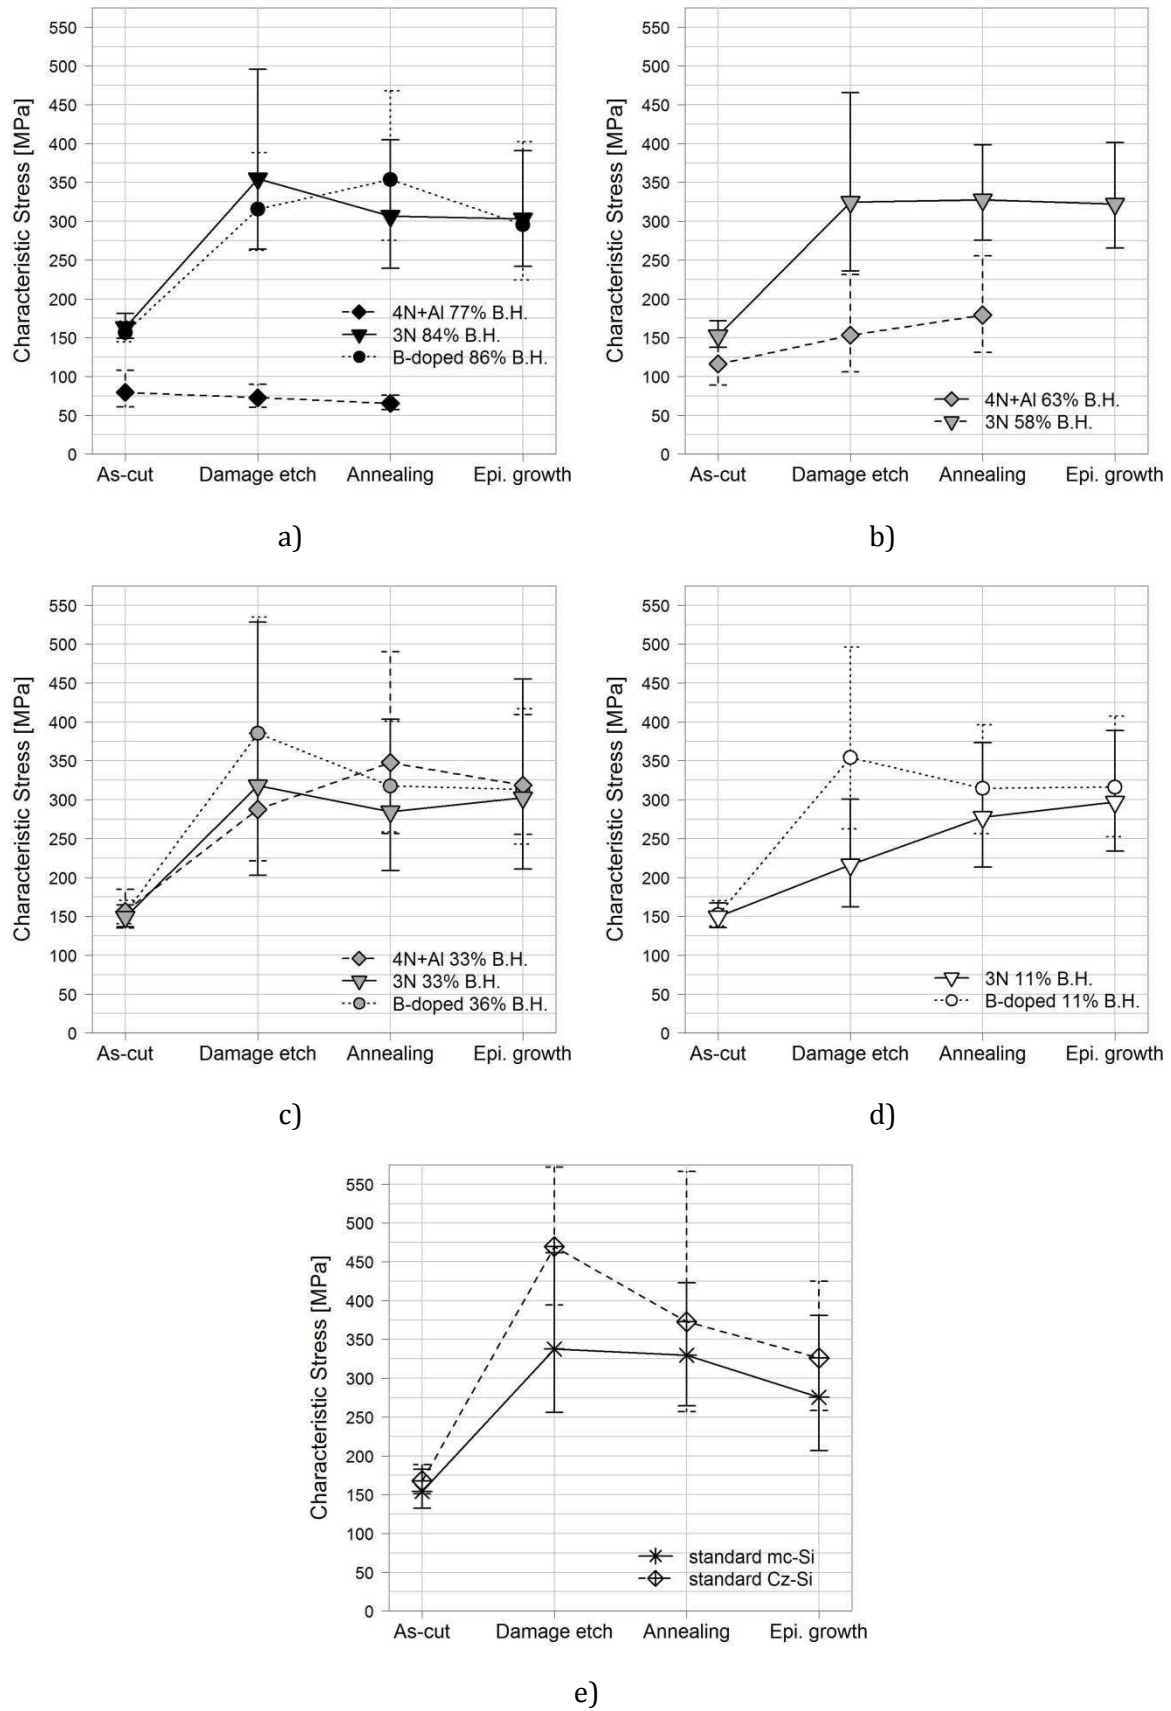 Characteristic Stress [MPa]
550
500
450
400
350
300
250
200
150
100
50
0
4N+Al 77% B.H.
3N 84% B.H.
B-doped 86% B.H.
As-cut Damage etch Annealing Epi. growth
a)
Characteristic Stress [MPa]
550
500
450
400
350
300
250
200
150
100
50
0
4N+Al 63% B.H.
3N 58% B.H.
As-cut Damage etch Annealing Epi. growth
b)
Characteristic Stress [MPa]
550
500
450
400
350
300
250
200
150
100
50
0
4N+Al 33% B.H.
3N 33% B.H.
B-doped 36% B.H.
As-cut Damage etch Annealing Epi. growth
c)
Characteristic Stress [MPa]
550
500
450
400
350
300
250
200
150
100
50
0
3N 11% B.H.
B-doped 11% B.H.
As-cut Damage etch Annealing Epi. growth
d)
Characteristic Stress [MPa]
550
500
450
400
350
300
250
200
150
100
50
0
standard mc-Si
standard Cz-Si
As-cut Damage etch Annealing Epi. growth
e)